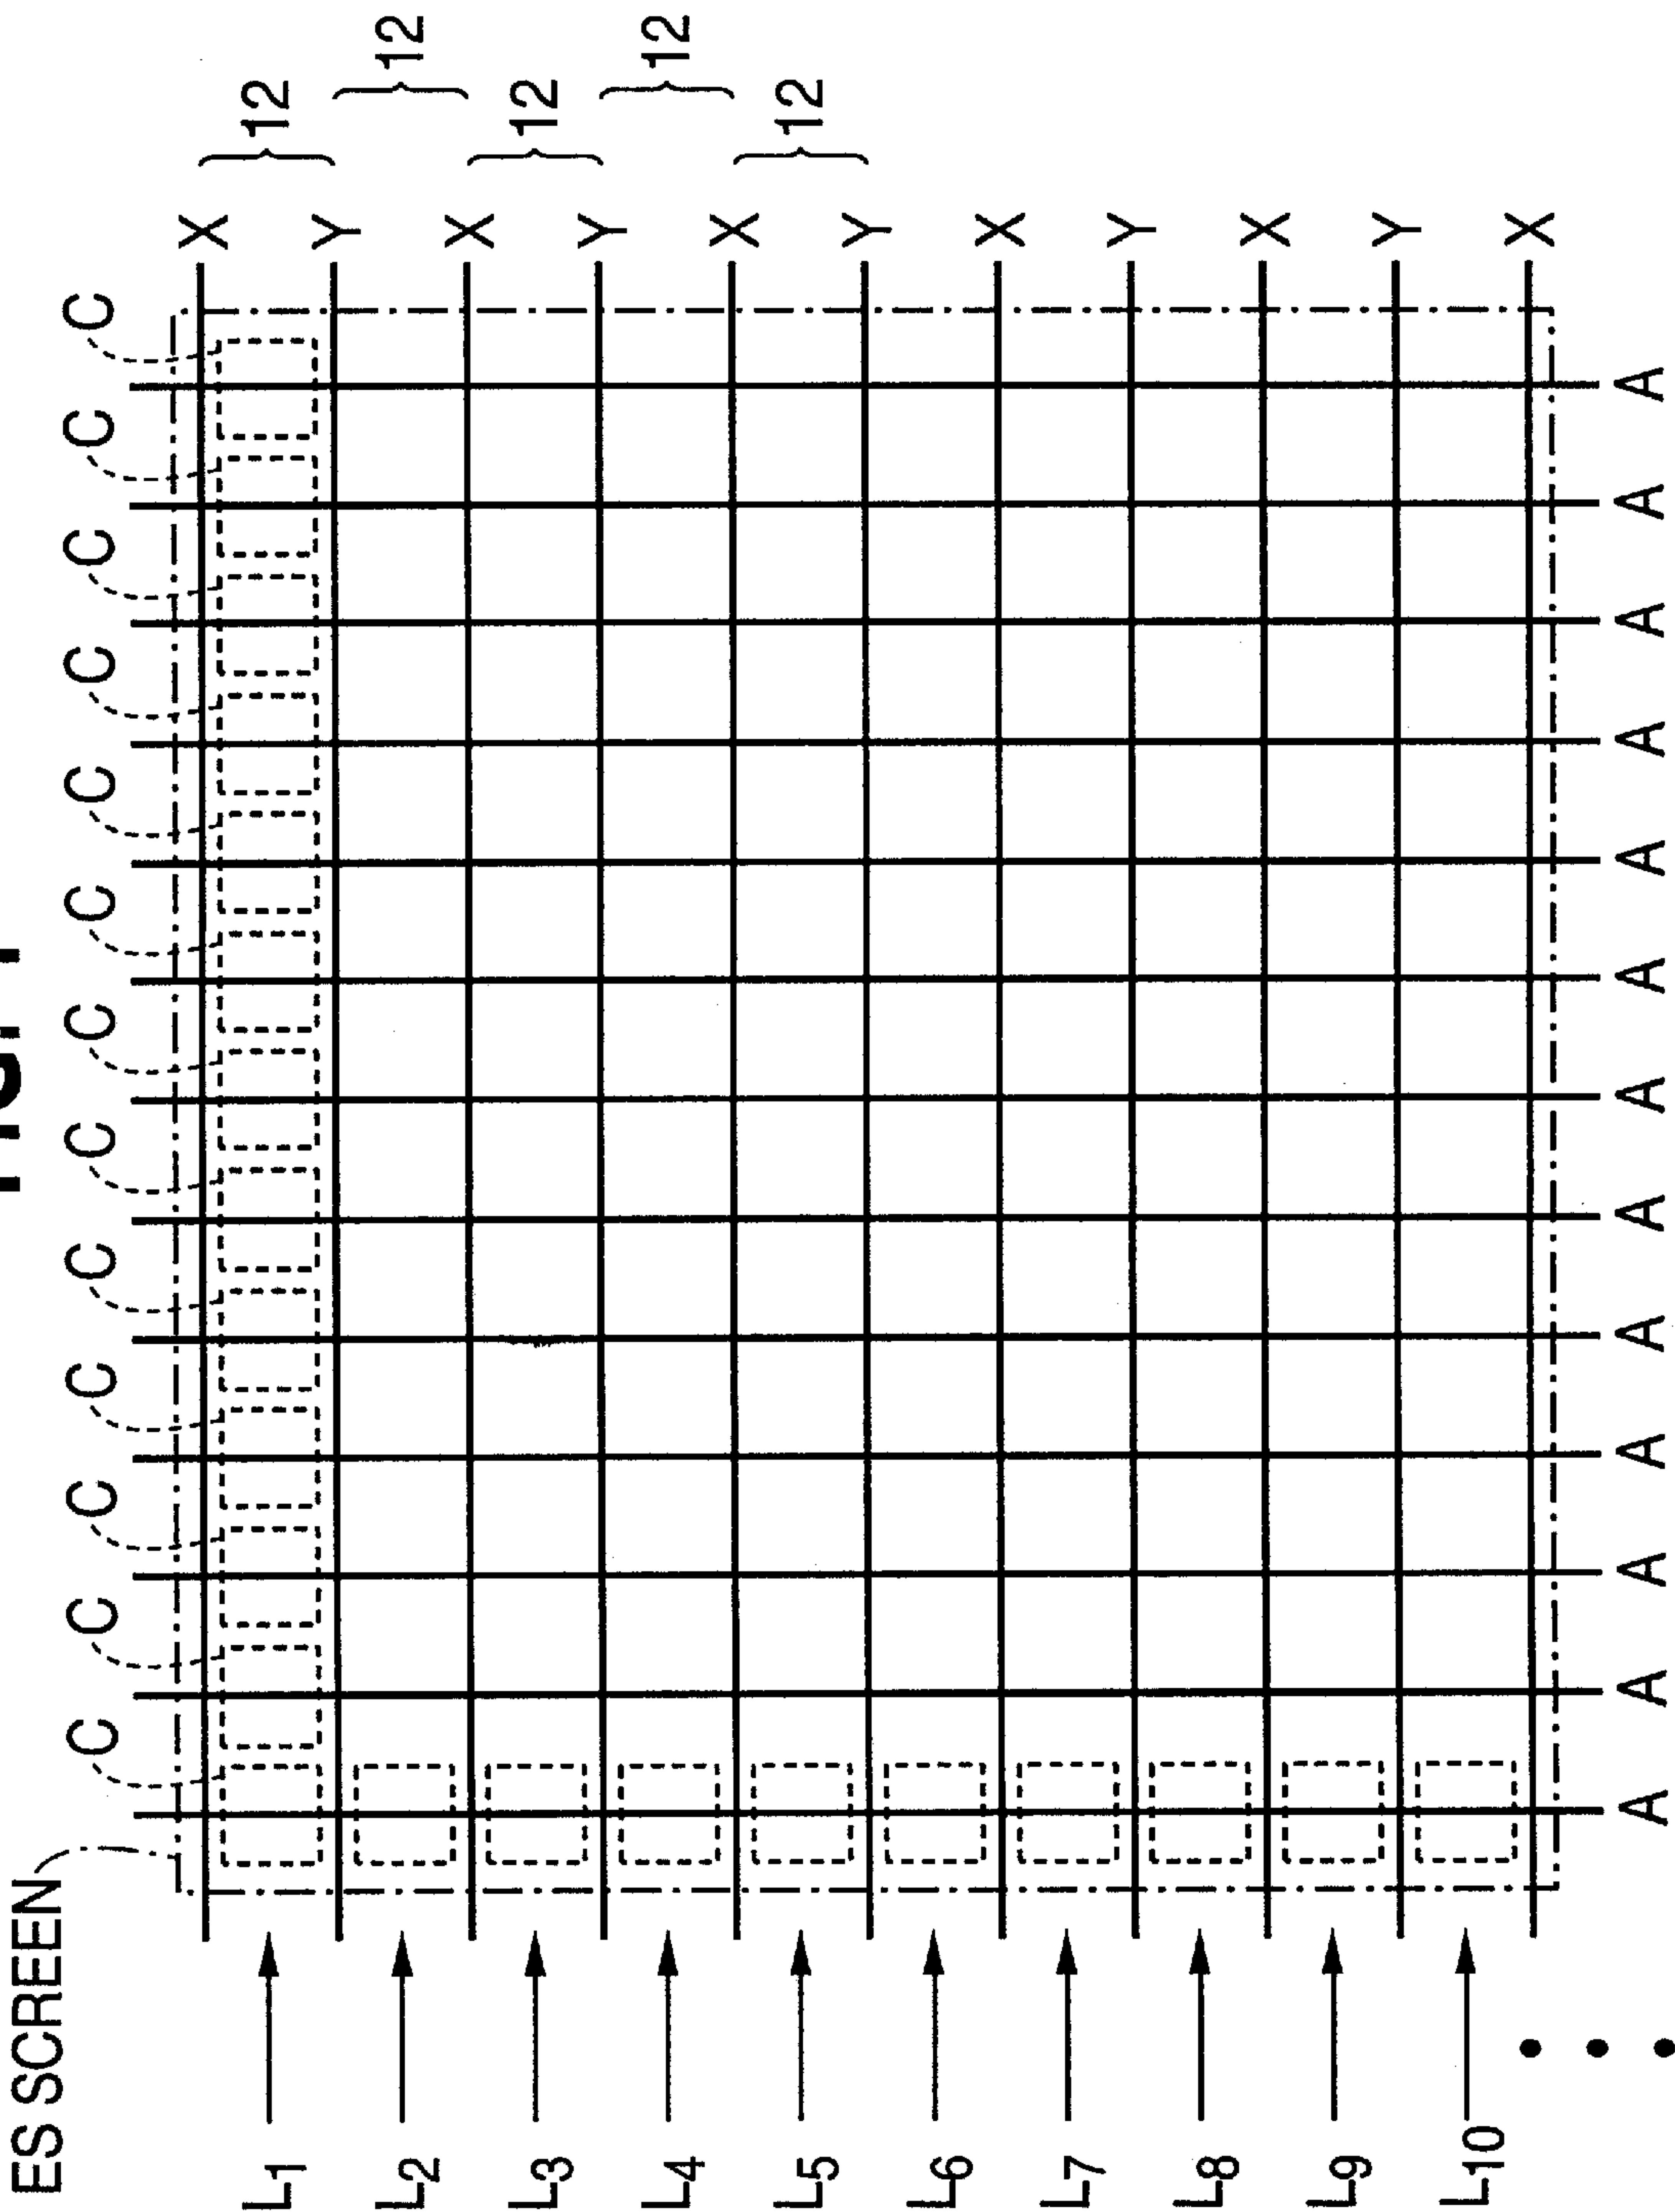 ES SCREEN
C C C C C C C C C C C C C
X
L1 12
Y
L2 12
X
L3 12
Y
L4 12
X
L5 12
Y
L6
X
L7
Y
L8
X
L9
Y
L10
X
A A A A A A A A A A A A A